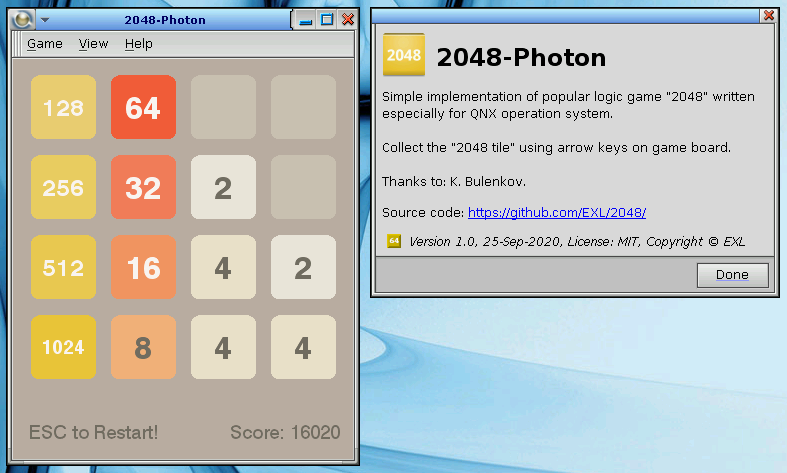 2048-Photon
Game View Help
128 64
256 32 2
512 16 4 2
1024 8 4 4
ESC to Restart! Score: 16020
2048 2048-Photon
Simple implementation of popular logic game "2048" written
especially for QNX operation system.
Collect the "2048 tile" using arrow keys on game board.
Thanks to: K. Bulenkov.
Source code: https://github.com/EXL/2048/
64 Version 1.0, 25-Sep-2020, License: MIT, Copyright © EXL
Done